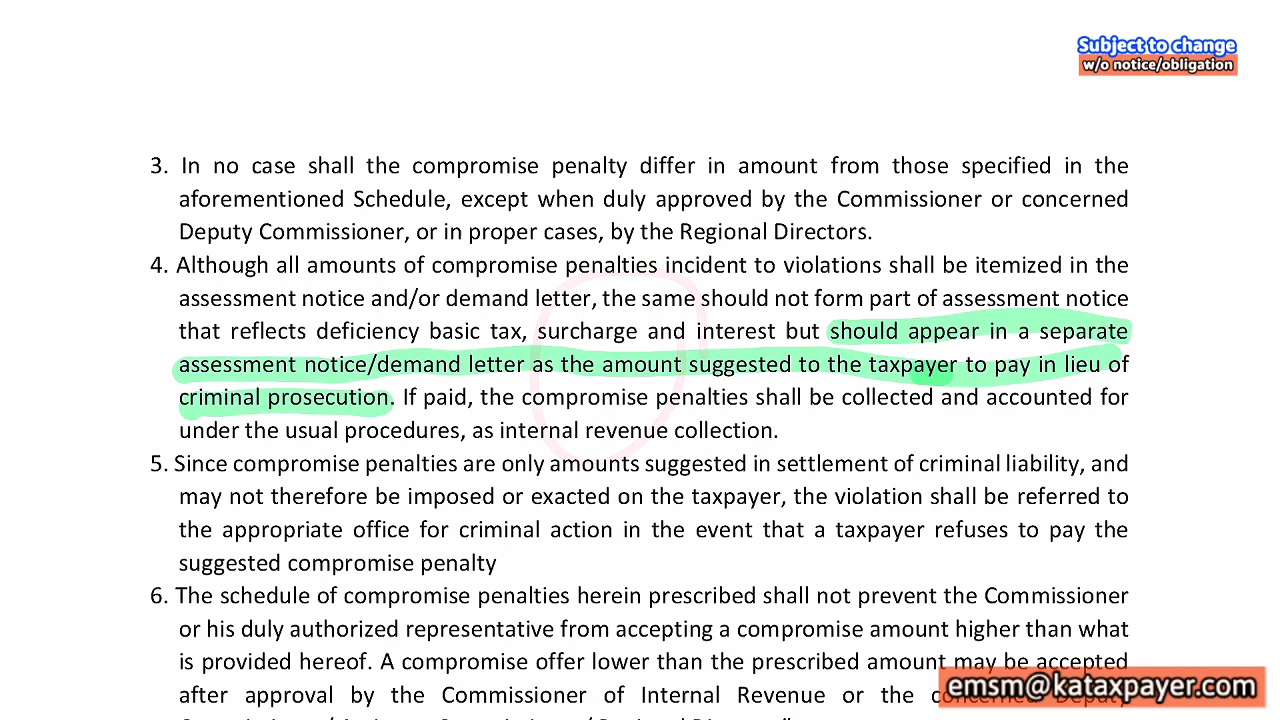 Subject to change
w/o notice/obligation
3. In no case shall the compromise penalty differ in amount from those specified in the
aforementioned Schedule, except when duly approved by the Commissioner or concerned
Deputy Commissioner, or in proper cases, by the Regional Directors.
4. Although all amounts of compromise penalties incident to violations shall be itemized in the
assessment notice and/or demand letter, the same should not form part of assessment notice
that reflects deficiency basic tax, surcharge and interest but should appear in a separate
assessment notice/demand letter as the amount suggested to the taxpayer to pay in lieu of
criminal prosecution. If paid, the compromise penalties shall be collected and accounted for
under the usual procedures, as internal revenue collection.
5. Since compromise penalties are only amounts suggested in settlement of criminal liability, and
may not therefore be imposed or exacted on the taxpayer, the violation shall be referred to
the appropriate office for criminal action in the event that a taxpayer refuses to pay the
suggested compromise penalty
6. The schedule of compromise penalties herein prescribed shall not prevent the Commissioner
or his duly authorized representative from accepting a compromise amount higher than what
is provided hereof. A compromise offer lower than the prescribed amount may be accepted
after approval by the Commissioner of Internal Revenue or the concerned Deputy
emsm@kataxpayer.com